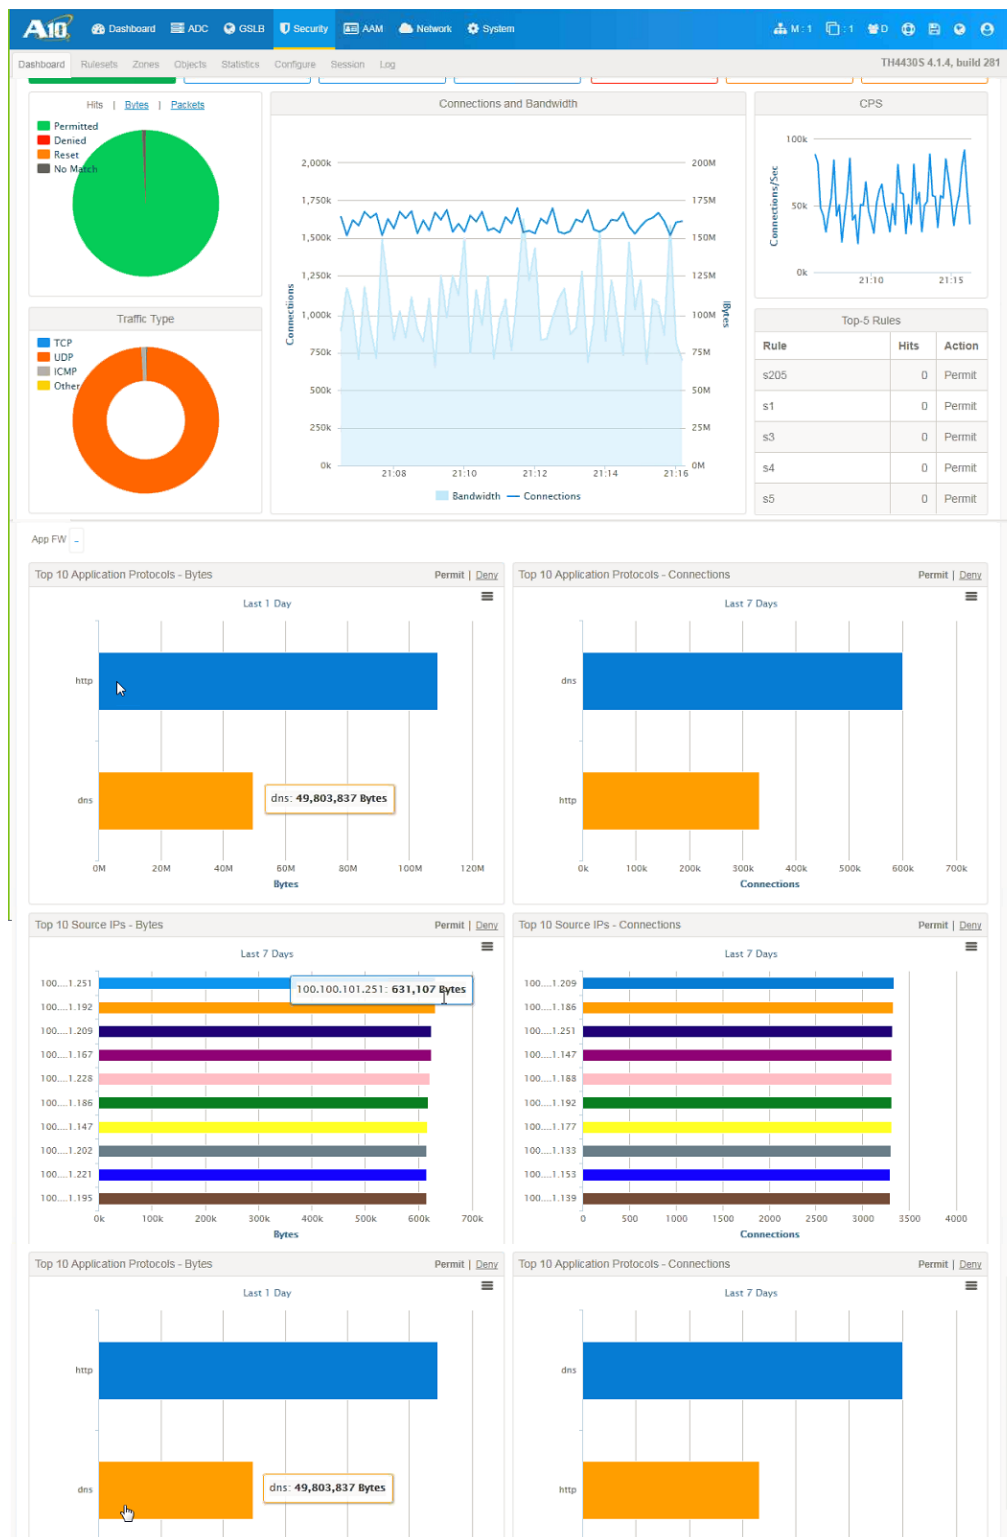 A10 Dashboard ADC GSLB Security AAM Network System M : 1 : 1 D
Dashboard Rulesets Zones Objects Statistics Configure Session Log TH4430S 4.1.4, build 281
Hits | Bytes | Packets
Permitted
Denied
Reset
No Match
Traffic Type
TCP
UDP
ICMP
Other
Connections and Bandwidth
2,000k
1,750k
1,500k
1,250k
1,000k
750k
500k
250k
0k
Connections
200M
175M
150M
125M
100M
75M
50M
25M
0M
Bytes
21:08 21:10 21:12 21:14 21:16
Bandwidth Connections
CPS
100k
50k
0k
Connections/Sec
21:10 21:15
Top-5 Rules
Rule Hits Action
s205 0 Permit
s1 0 Permit
s3 0 Permit
s4 0 Permit
s5 0 Permit
App FW -
Top 10 Application Protocols - Bytes Permit | Deny
Last 1 Day
http
dns
dns: 49,803,837 Bytes
0M 20M 40M 60M 80M 100M 120M
Bytes
Top 10 Application Protocols - Connections Permit | Deny
Last 7 Days
dns
http
0k 100k 200k 300k 400k 500k 600k 700k
Connections
Top 10 Source IPs - Bytes Permit | Deny
Last 7 Days
100....1.251
100.100.101.251: 631,107 Bytes
100....1.192
100....1.209
100....1.167
100....1.228
100....1.186
100....1.147
100....1.202
100....1.221
100....1.195
0k 100k 200k 300k 400k 500k 600k 700k
Bytes
Top 10 Source IPs - Connections Permit | Deny
Last 7 Days
100....1.209
100....1.186
100....1.251
100....1.147
100....1.188
100....1.192
100....1.177
100....1.133
100....1.153
100....1.139
0 500 1000 1500 2000 2500 3000 3500 4000
Connections
Top 10 Application Protocols - Bytes Permit | Deny
Last 1 Day
http
dns
dns: 49,803,837 Bytes
Top 10 Application Protocols - Connections Permit | Deny
Last 7 Days
dns
http